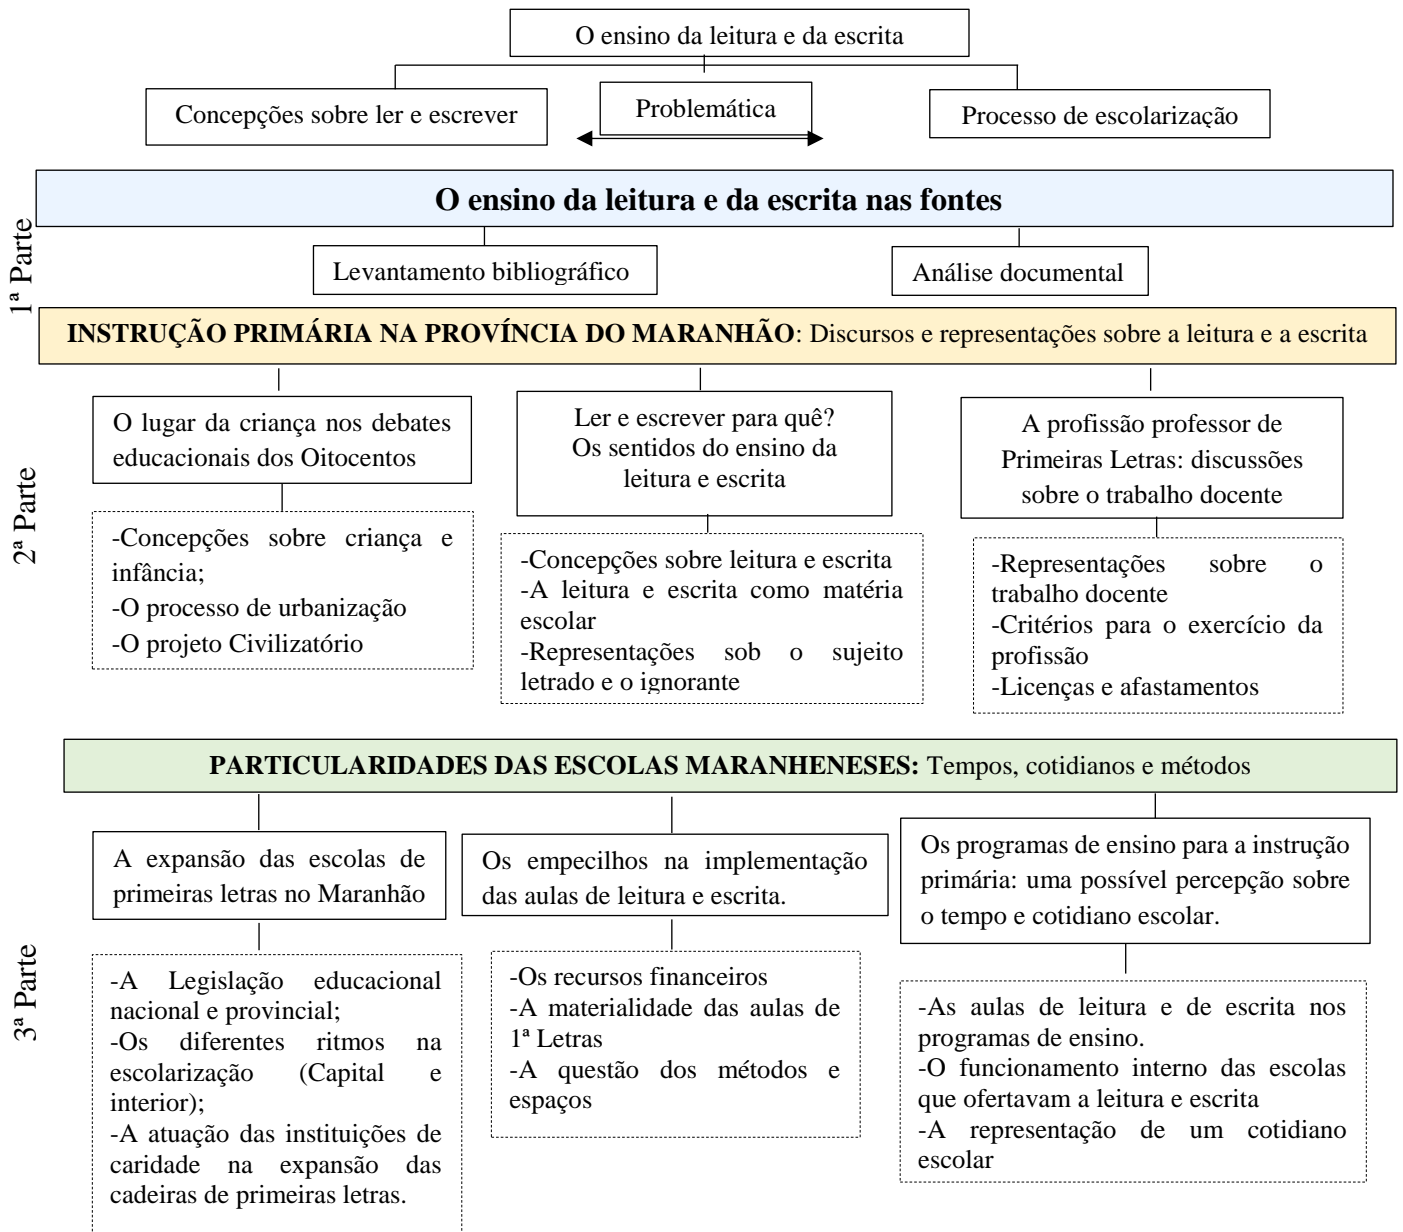 O ensino da leitura e da escrita
Concepções sobre ler e escrever
Problemática
Processo de escolarização
O ensino da leitura e da escrita nas fontes
1ª Parte
Levantamento bibliográfico
Análise documental
INSTRUÇÃO PRIMÁRIA NA PROVÍNCIA DO MARANHÃO: Discursos e representações sobre a leitura e a escrita
2ª Parte
O lugar da criança nos debates
educacionais dos Oitocentos
-Concepções sobre criança e
infância;
-O processo de urbanização
-O projeto Civilizatório
Ler e escrever para quê?
Os sentidos do ensino da
leitura e escrita
-Concepções sobre leitura e escrita
-A leitura e escrita como matéria
escolar
-Representações sob o sujeito
letrado e o ignorante
A profissão professor de
Primeiras Letras: discussões
sobre o trabalho docente
-Representações sobre o
trabalho docente
-Critérios para o exercício da
profissão
-Licenças e afastamentos
PARTICULARIDADES DAS ESCOLAS MARANHENESES: Tempos, cotidianos e métodos
3ª Parte
A expansão das escolas de
primeiras letras no Maranhão
-A Legislação educacional
nacional e provincial;
-Os diferentes ritmos na
escolarização (Capital e
interior);
-A atuação das instituições de
caridade na expansão das
cadeiras de primeiras letras.
Os empecilhos na implementação
das aulas de leitura e escrita.
-Os recursos financeiros
-A materialidade das aulas de
1ª Letras
-A questão dos métodos e
espaços
Os programas de ensino para a instrução
primária: uma possível percepção sobre
o tempo e cotidiano escolar.
-As aulas de leitura e de escrita nos
programas de ensino.
-O funcionamento interno das escolas
que ofertavam a leitura e escrita
-A representação de um cotidiano
escolar